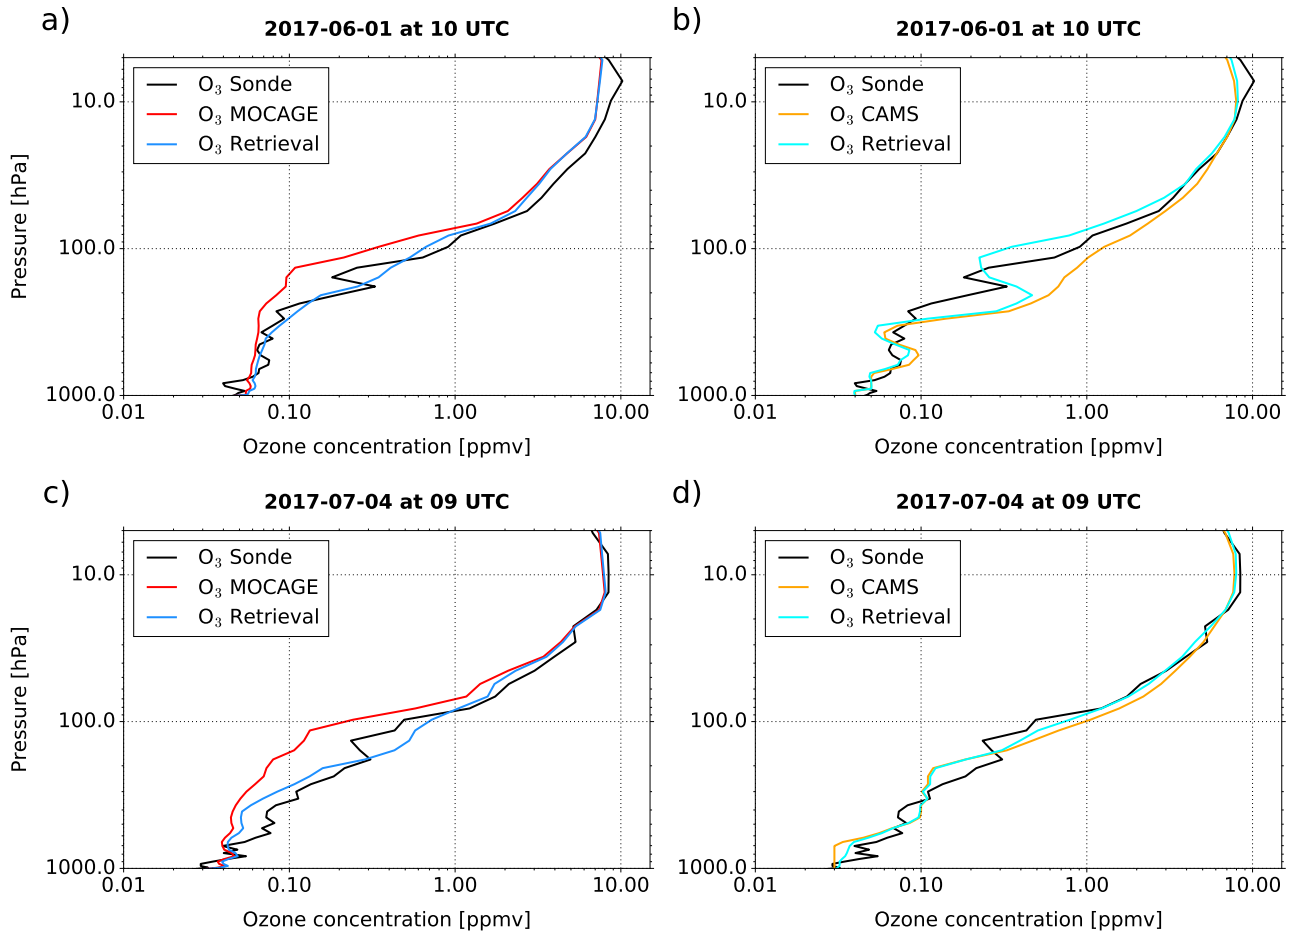 a)
2017-06-01 at 10 UTC
O₃ Sonde
O₃ MOCAGE
O₃ Retrieval
10.0
100.0
1000.0
Pressure [hPa]
0.01 0.10 1.00 10.00
Ozone concentration [ppmv]
b)
2017-06-01 at 10 UTC
O₃ Sonde
O₃ CAMS
O₃ Retrieval
10.0
100.0
1000.0
0.01 0.10 1.00 10.00
Ozone concentration [ppmv]
c)
2017-07-04 at 09 UTC
O₃ Sonde
O₃ MOCAGE
O₃ Retrieval
10.0
100.0
1000.0
Pressure [hPa]
0.01 0.10 1.00 10.00
Ozone concentration [ppmv]
d)
2017-07-04 at 09 UTC
O₃ Sonde
O₃ CAMS
O₃ Retrieval
10.0
100.0
1000.0
0.01 0.10 1.00 10.00
Ozone concentration [ppmv]